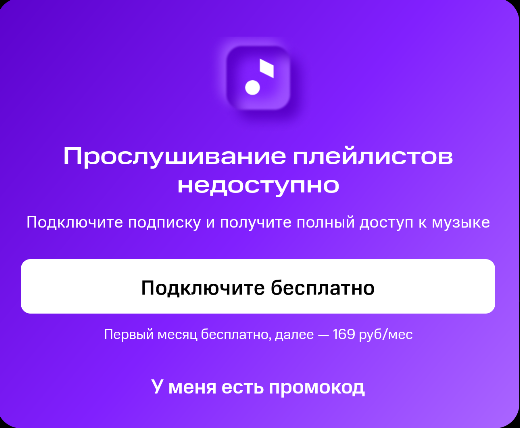 Прослушивание плейлистов
недоступно
Подключите подписку и получите полный доступ к музыке
Подключите бесплатно
Первый месяц бесплатно, далее — 169 руб/мес
У меня есть промокод